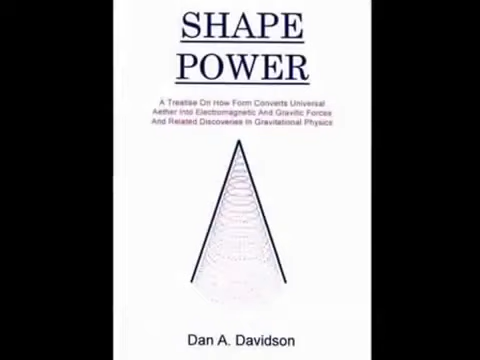 SHAPE
POWER
A Treatise On How Form Converts Universal
Aether Into Electromagnetic And Gravitic Forces
And Related Discoveries In Gravitational Physics
Dan A. Davidson